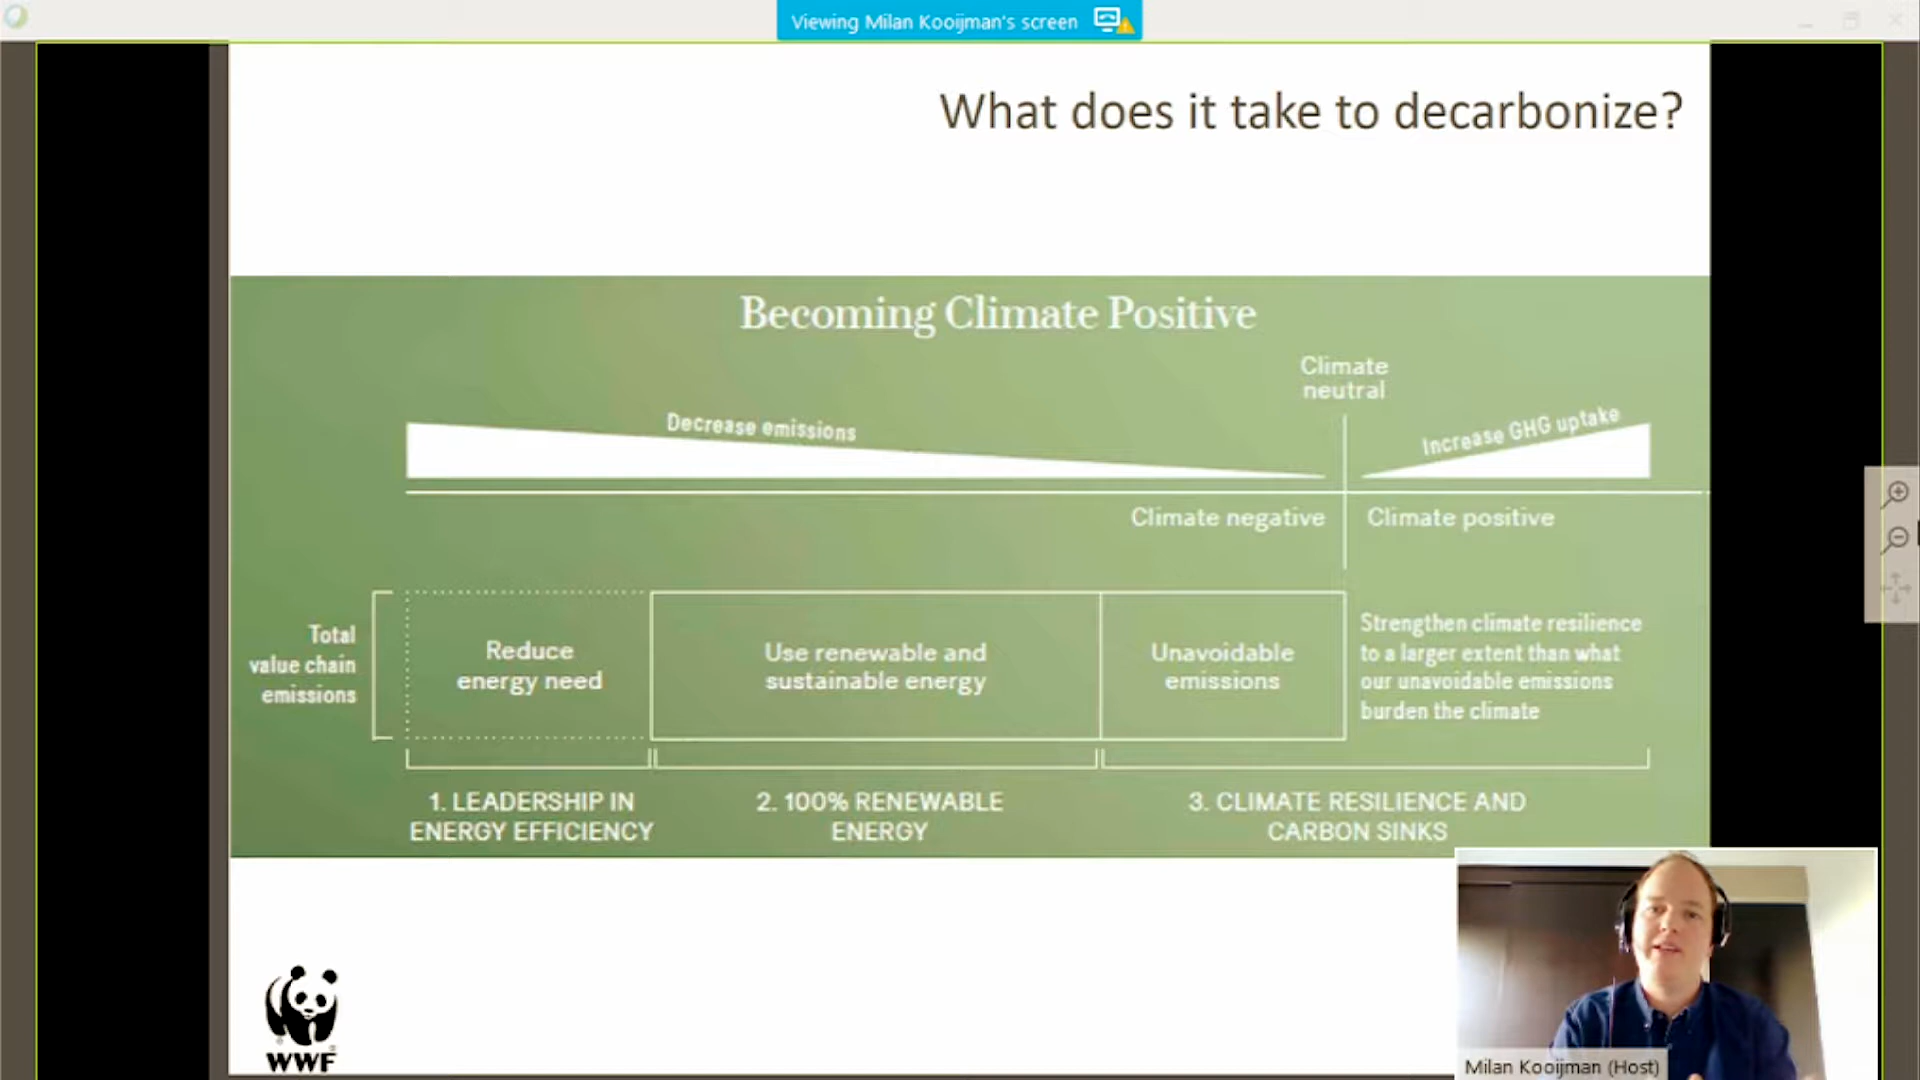 Viewing Milan Kooijman's screen
What does it take to decarbonize?
Becoming Climate Positive
Climate
neutral
Decrease emissions
Increase GHG uptake
Climate negative
Climate positive
Total
value chain
emissions
Reduce
energy need
Use renewable and
sustainable energy
Unavoidable
emissions
Strengthen climate resilience
to a larger extent than what
our unavoidable emissions
burden the climate
1. LEADERSHIP IN
ENERGY EFFICIENCY
2. 100% RENEWABLE
ENERGY
3. CLIMATE RESILIENCE AND
CARBON SINKS
WWF
Milan Kooijman (Host)